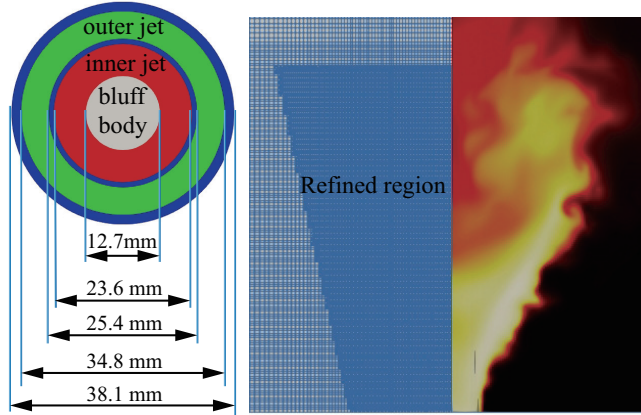 outer jet
inner jet
bluff
body
12.7mm
23.6 mm
25.4 mm
34.8 mm
38.1 mm
Refined region